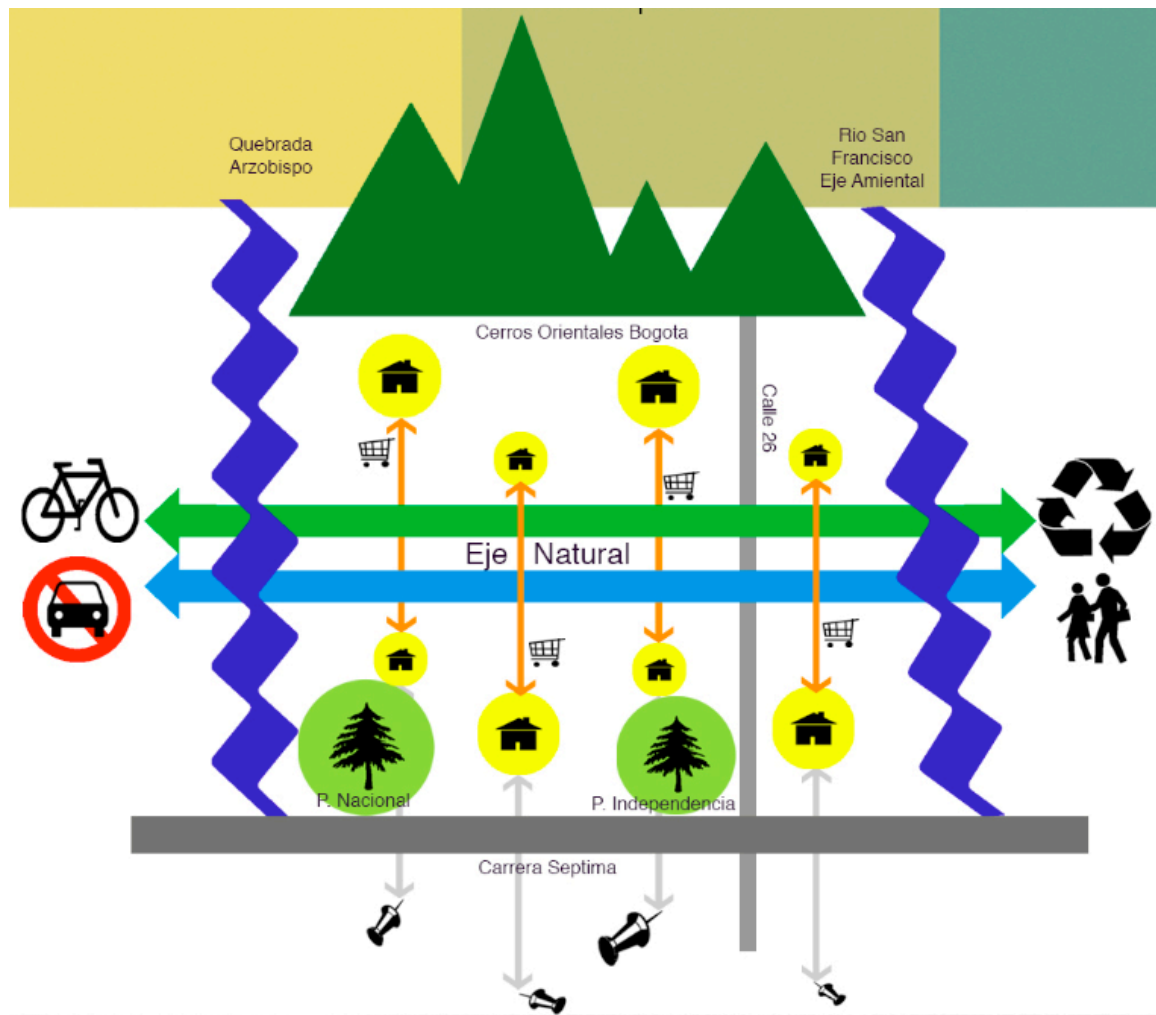 Quebrada
Arzobispo
Rio San
Francisco
Eje Amiental
Cerros Orientales Bogota
Calle 26
Eje Natural
P. Nacional
P. Independencia
Carrera Septima